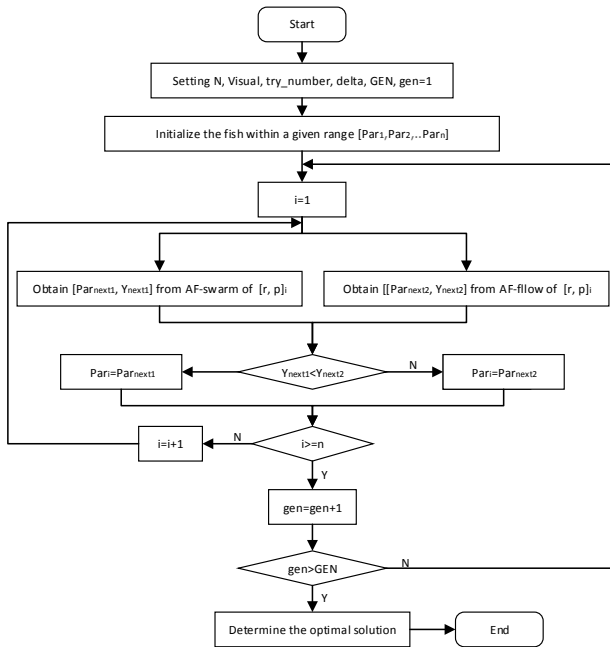 Start
Setting N, Visual, try_number, delta, GEN, gen=1
Initialize the fish within a given range [Par1,Par2,..Parn]
i=1
Obtain [Parnext1, Ynext1] from AF-swarm of [r, p]i
Obtain [[Parnext2, Ynext2] from AF-fllow of [r, p]i
Pari=Parnext1
Ynext1<Ynext2
N
Pari=Parnext2
i=i+1
N
i>=n
Y
gen=gen+1
gen>GEN
N
Y
Determine the optimal solution
End